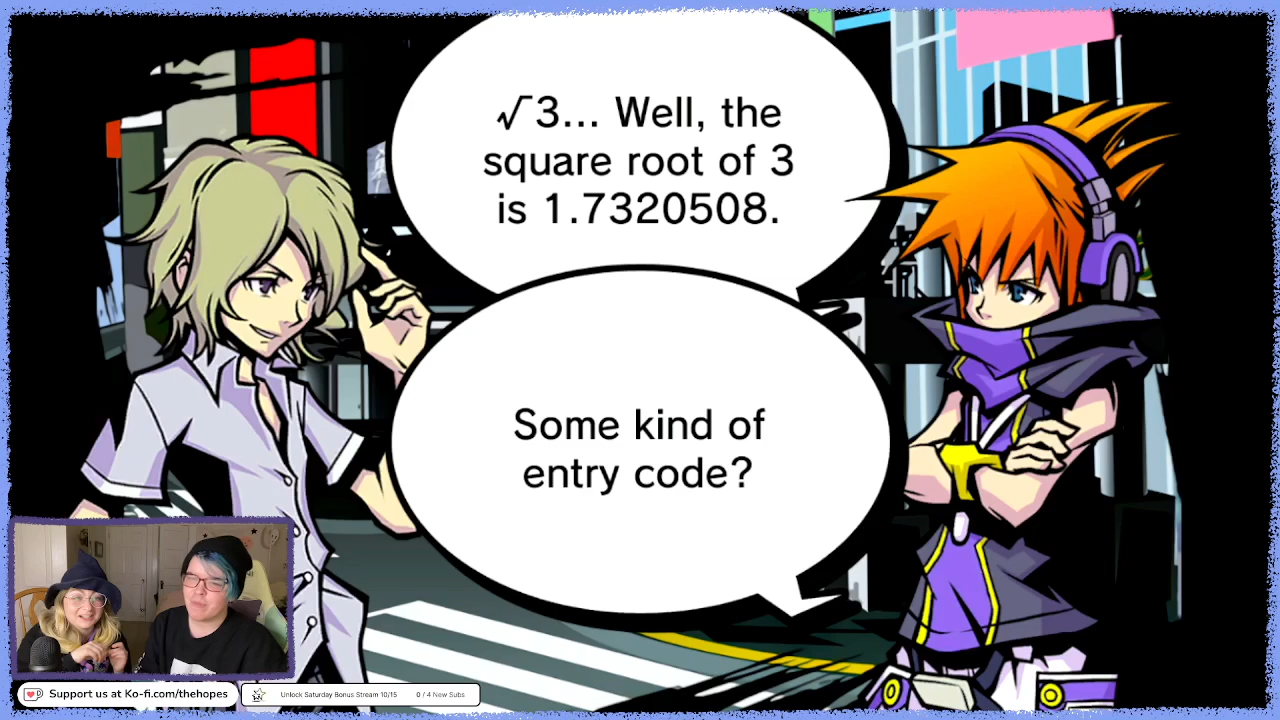 √3... Well, the
square root of 3
is 1.7320508.
Some kind of
entry code?
Support us at Ko-fi.com/thehopes
Unlock Saturday Bonus Stream 10/15
0 / 4 New Subs